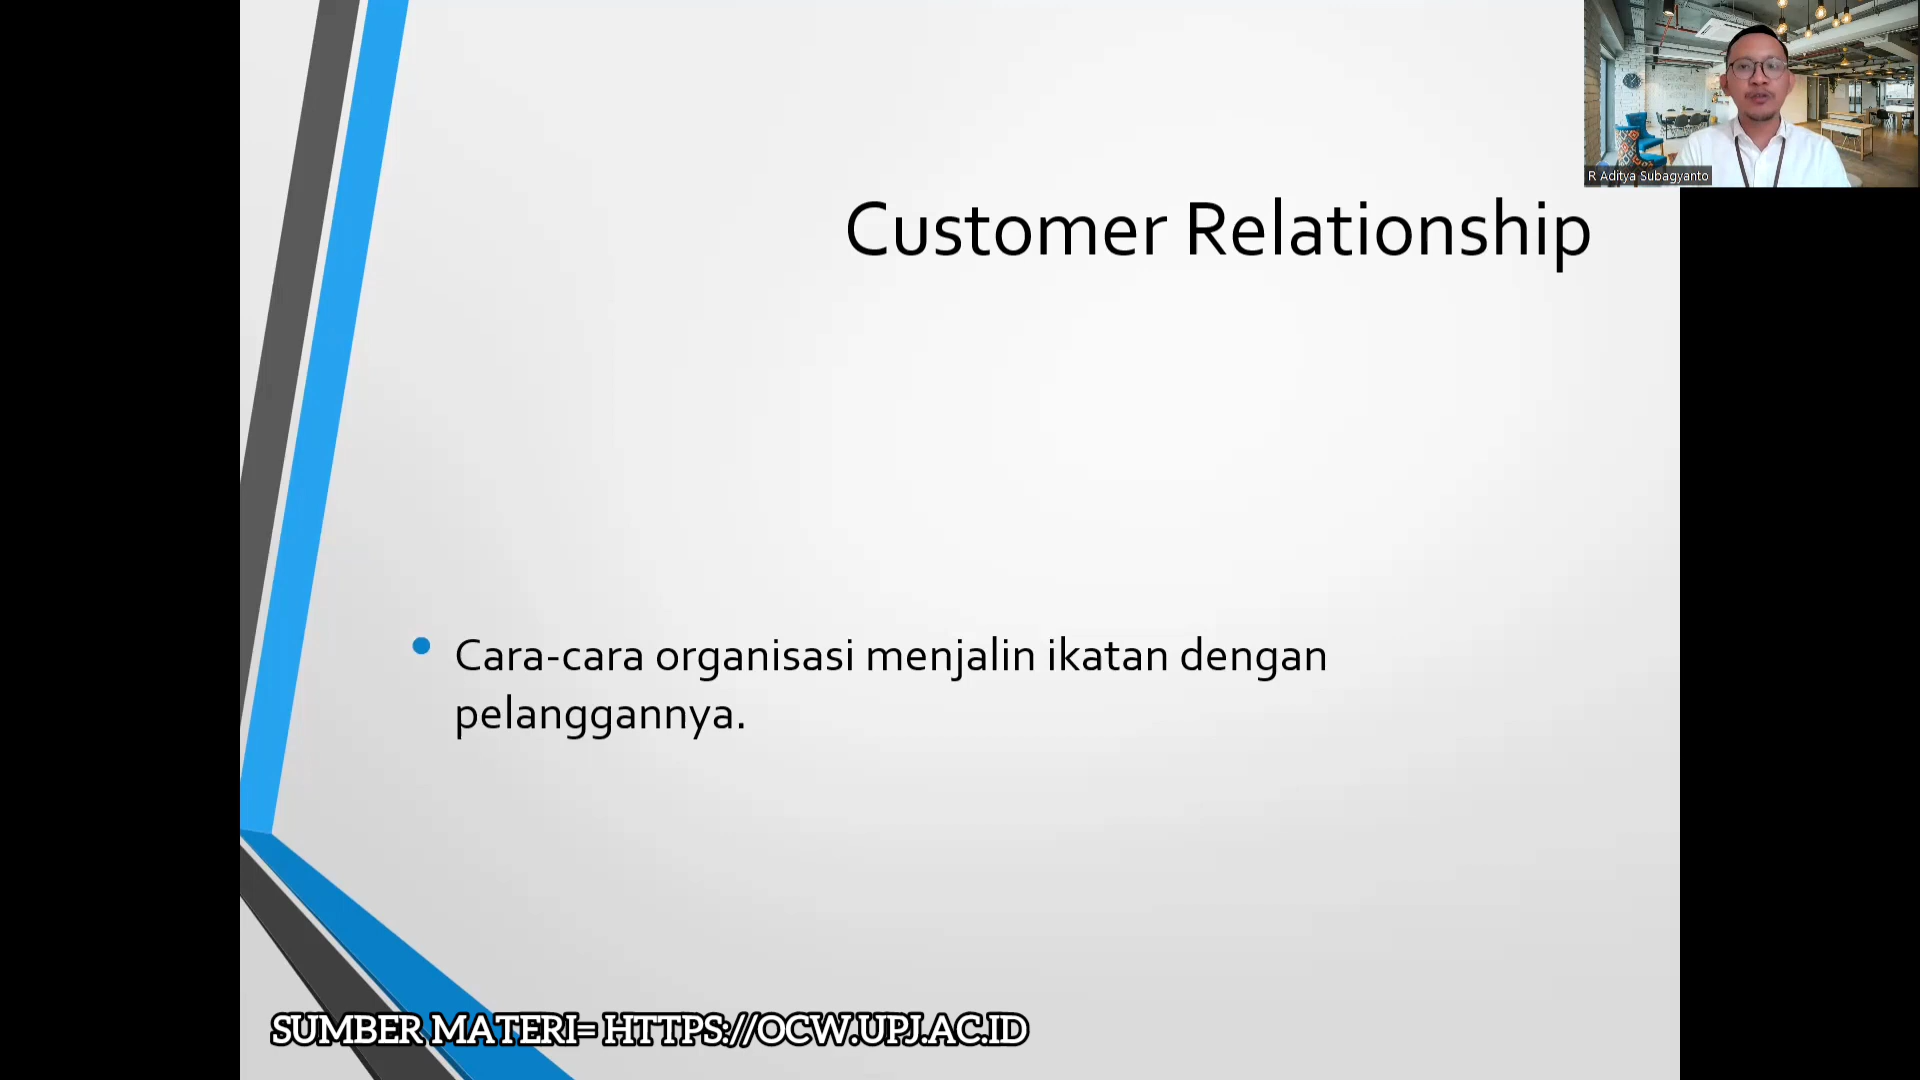 R Aditya Subagyanto
Customer Relationship
Cara-cara organisasi menjalin ikatan dengan
pelanggannya.
SUMBER MATERI= HTTPS://OCW.UPJ.AC.ID